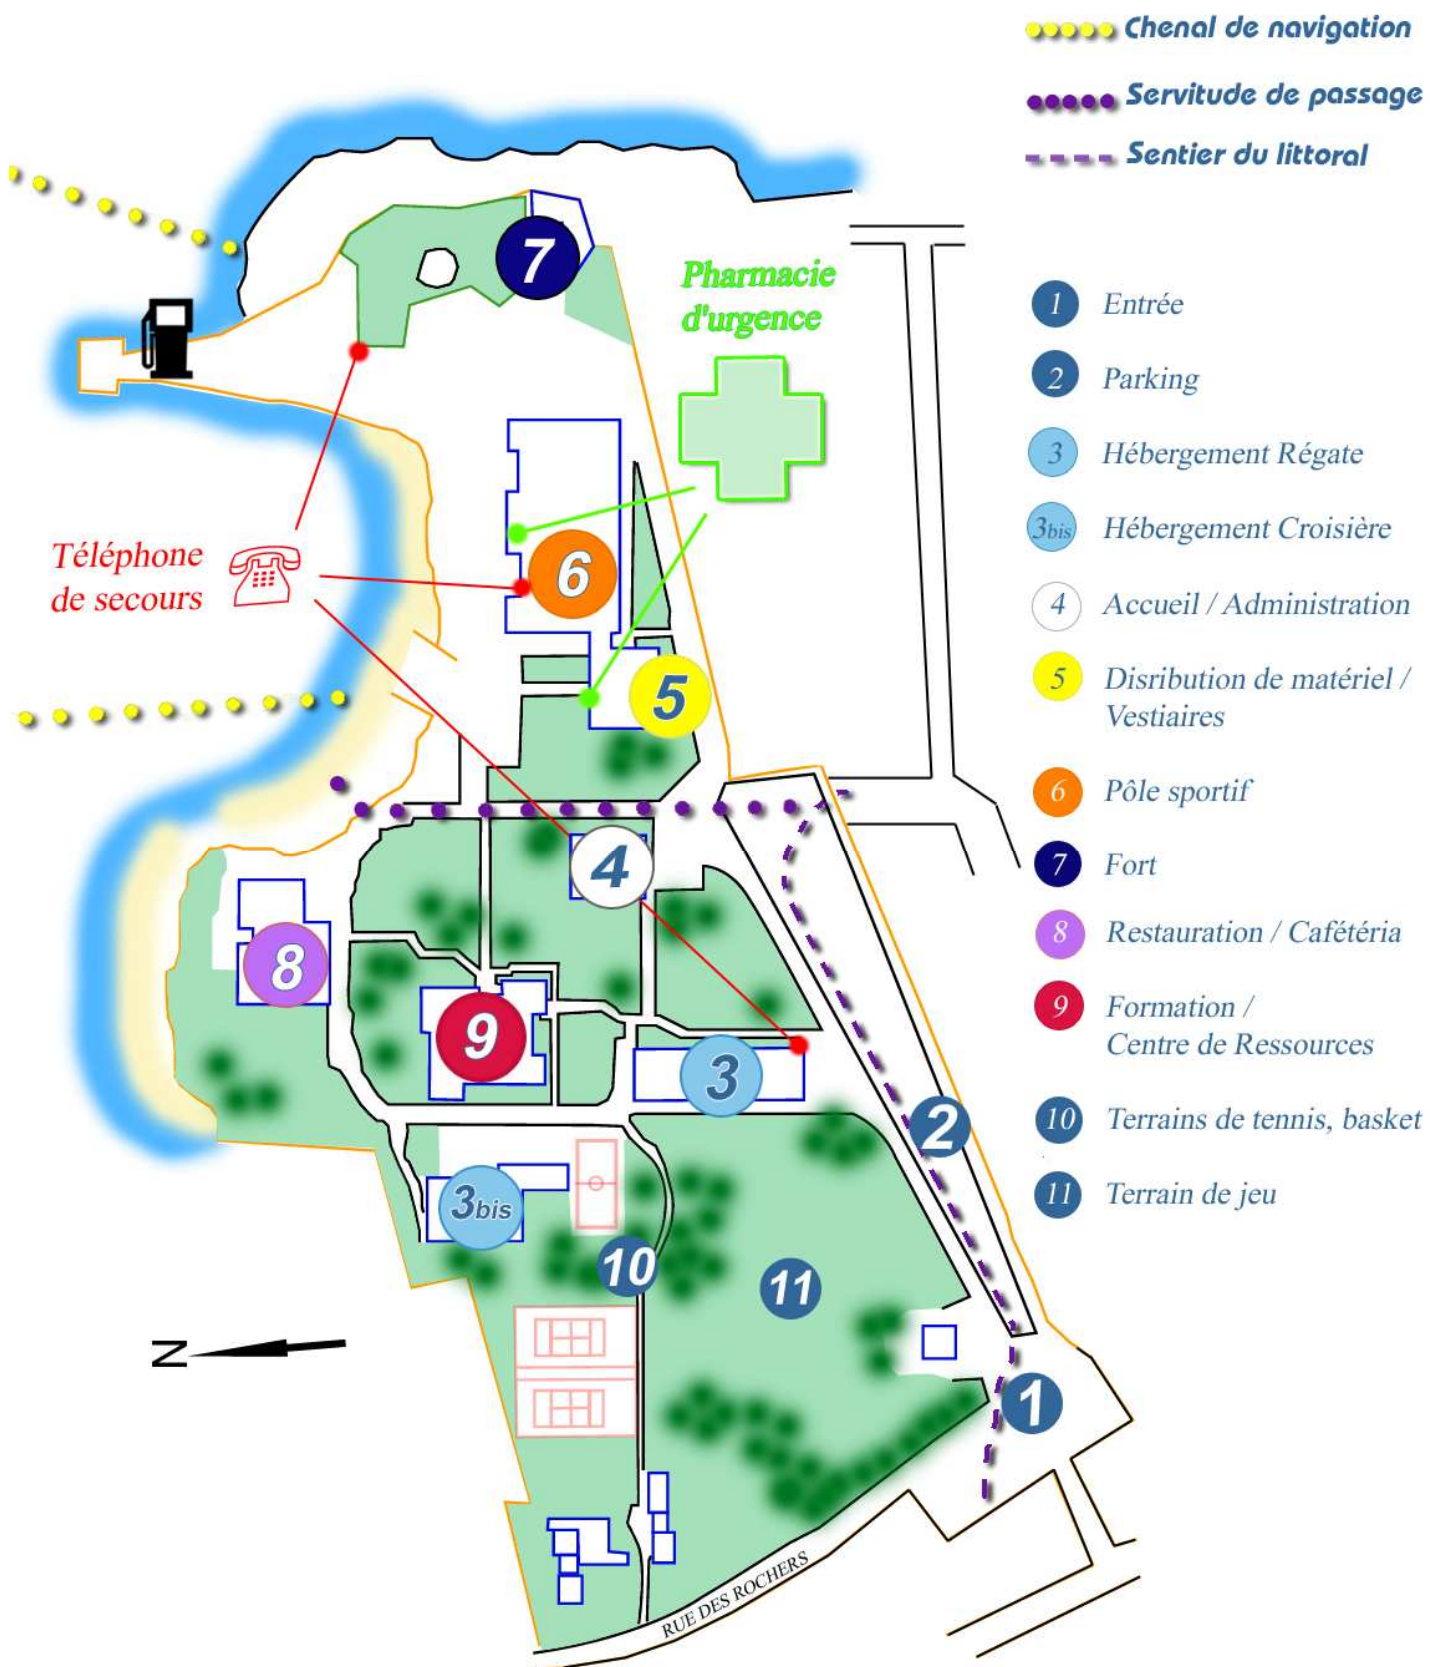 Chenal de navigation
Servitude de passage
Sentier du littoral
7
Pharmacie
d'urgence
1 Entrée
2 Parking
3 Hébergement Régate
3bis Hébergement Croisière
4 Accueil / Administration
5 Disribution de matériel /
Vestiaires
6 Pôle sportif
7 Fort
8 Restauration / Cafétéria
9 Formation /
Centre de Ressources
10 Terrains de tennis, basket
11 Terrain de jeu
Téléphone
de secours
6
5
4
8
9
3
2
3bis
10
11
N
1
RUE DES ROCHERS